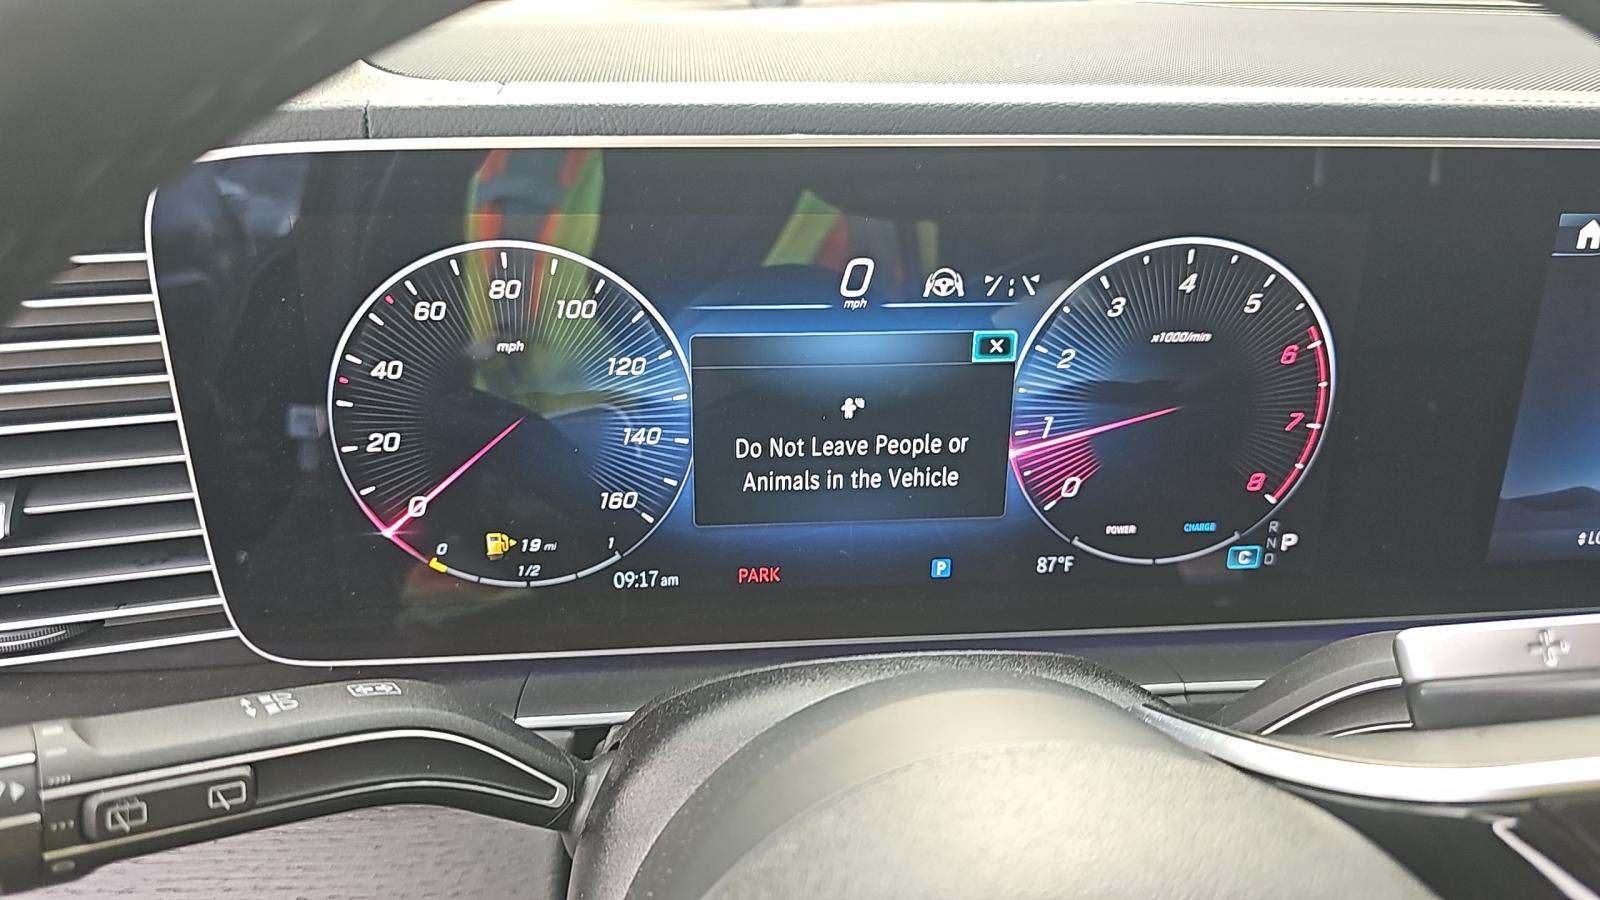 80
60
100
mph
40
120
20
140
0
160
0
19 mi
1
1/2
09:17 am
0
mph
X
Do Not Leave People or
Animals in the Vehicle
PARK
P
87°F
4
3
5
x1000/min
2
6
1
7
0
8
POWER
CHARGE
R
N
D
P
C